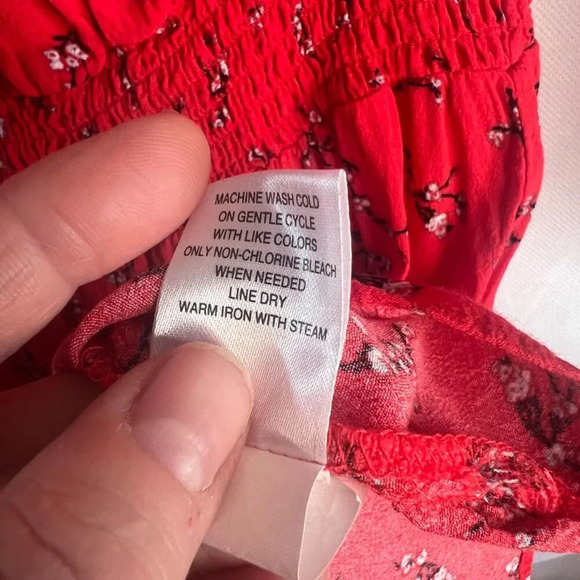 MACHINE WASH COLD
ON GENTLE CYCLE
WITH LIKE COLORS
ONLY NON-CHLORINE BLEACH
WHEN NEEDED
LINE DRY
WARM IRON WITH STEAM